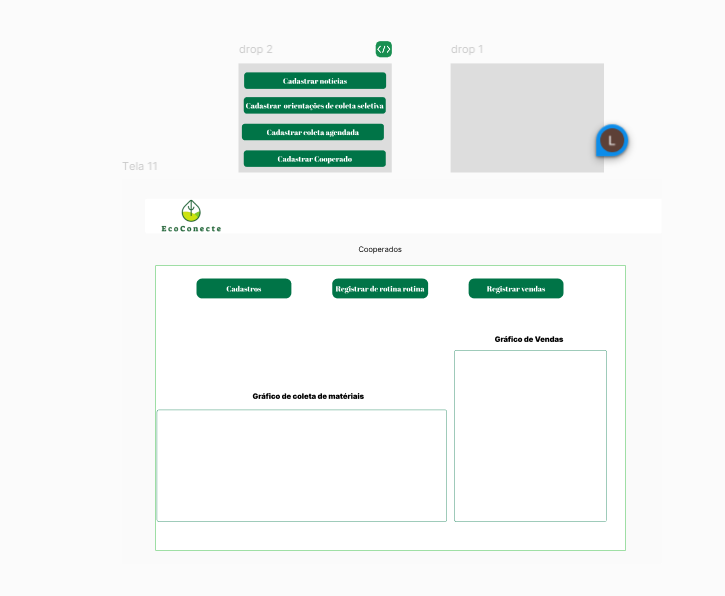 drop 2
</>
drop 1
Cadastrar notícias
Cadastrar orientações de coleta seletiva
Cadastrar coleta agendada
Cadastrar Cooperado
L
Tela 11
EcoConecte
Cooperados
Cadastros
Registrar de rotina rotina
Registrar vendas
Gráfico de Vendas
Gráfico de coleta de matériais